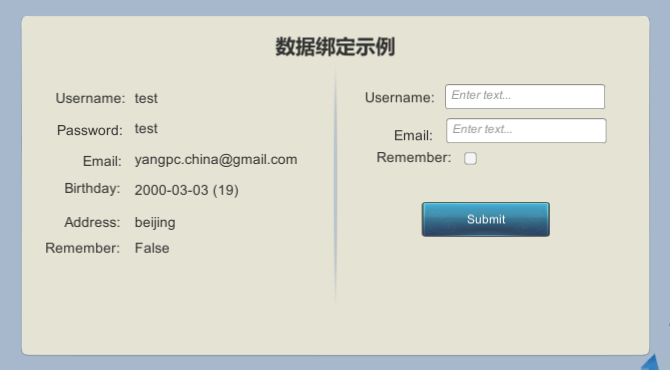 数据绑定示例
Username: test
Password: test
Email: yangpc.china@gmail.com
Birthday: 2000-03-03 (19)
Address: beijing
Remember: False
Username: Enter text...
Email: Enter text...
Remember:
Submit